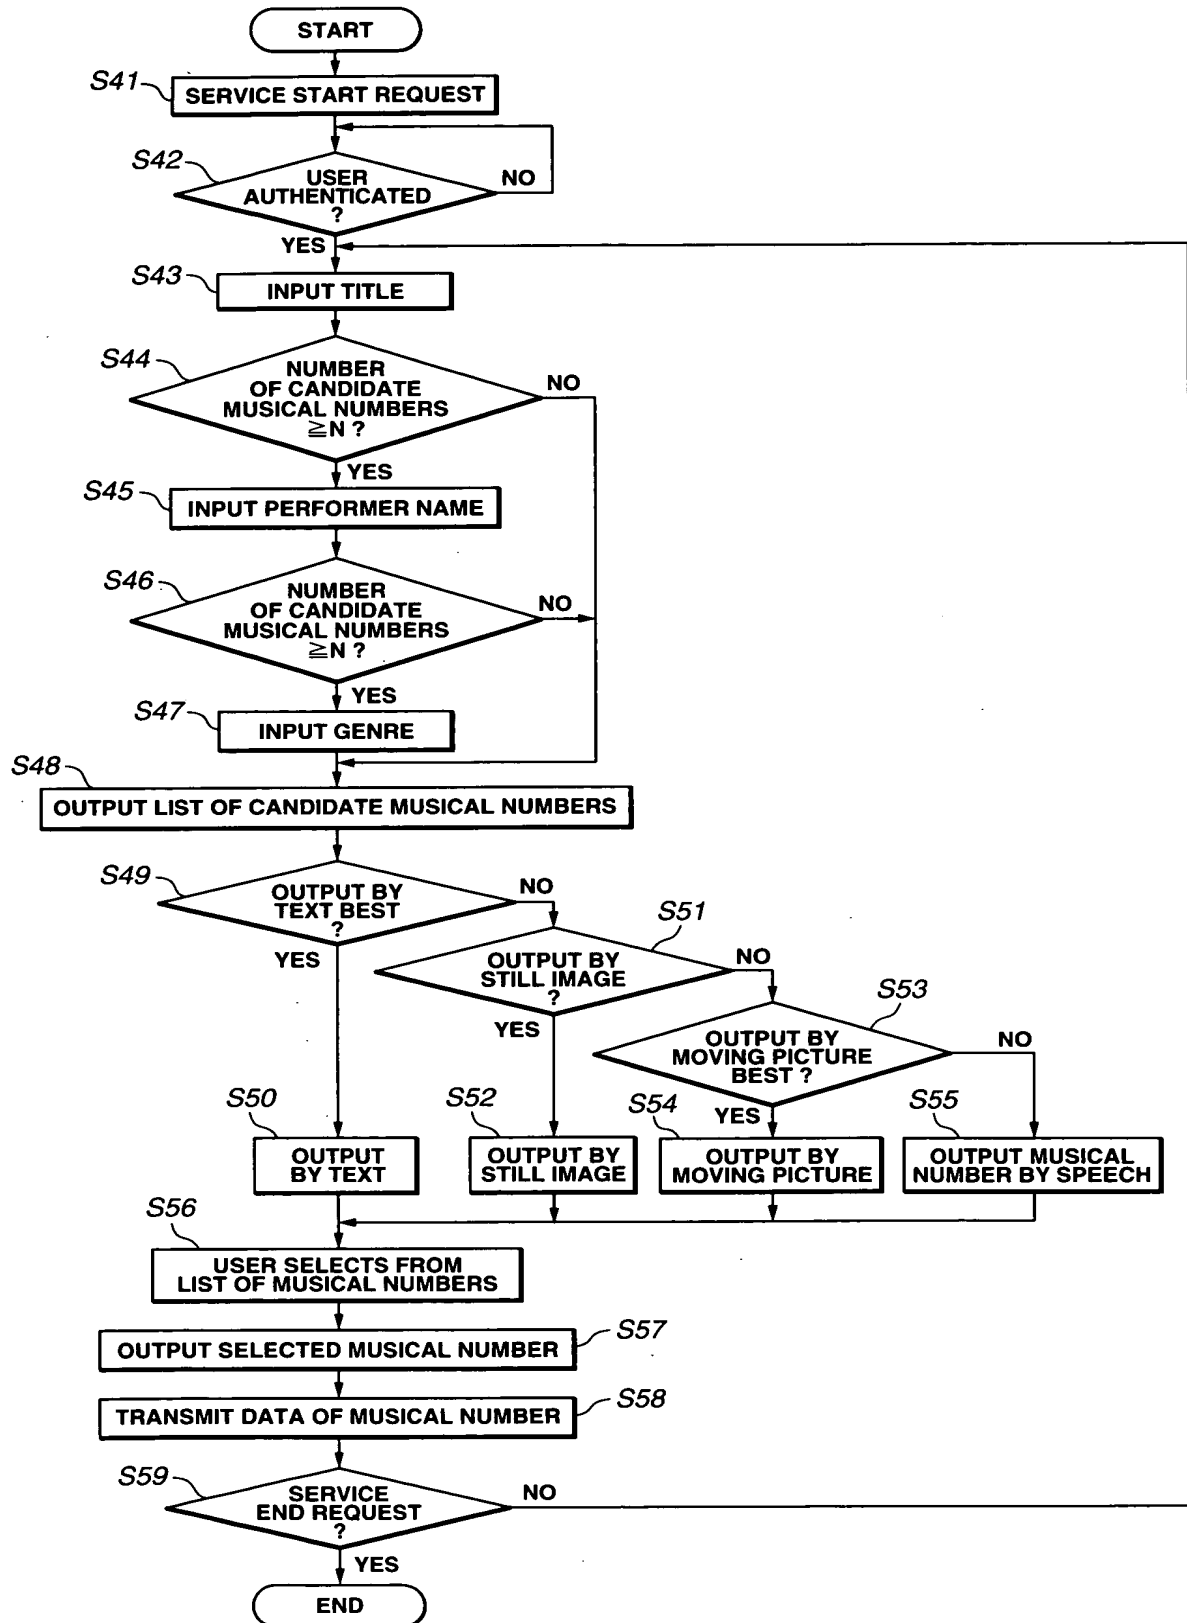 START
S41
SERVICE START REQUEST
S42
USER
AUTHENTICATED
?
NO
YES
S43
INPUT TITLE
S44
NUMBER
OF CANDIDATE
MUSICAL NUMBERS
≧N ?
NO
YES
S45
INPUT PERFORMER NAME
S46
NUMBER
OF CANDIDATE
MUSICAL NUMBERS
≧N ?
NO
YES
S47
INPUT GENRE
S48
OUTPUT LIST OF CANDIDATE MUSICAL NUMBERS
S49
OUTPUT BY
TEXT BEST
?
NO
YES
S51
OUTPUT BY
STILL IMAGE
?
NO
YES
S53
OUTPUT BY
MOVING PICTURE
BEST ?
NO
YES
S50
OUTPUT
BY TEXT
S52
OUTPUT BY
STILL IMAGE
S54
OUTPUT BY
MOVING PICTURE
S55
OUTPUT MUSICAL
NUMBER BY SPEECH
S56
USER SELECTS FROM
LIST OF MUSICAL NUMBERS
OUTPUT SELECTED MUSICAL NUMBER
S57
TRANSMIT DATA OF MUSICAL NUMBER
S58
S59
SERVICE
END REQUEST
?
NO
YES
END